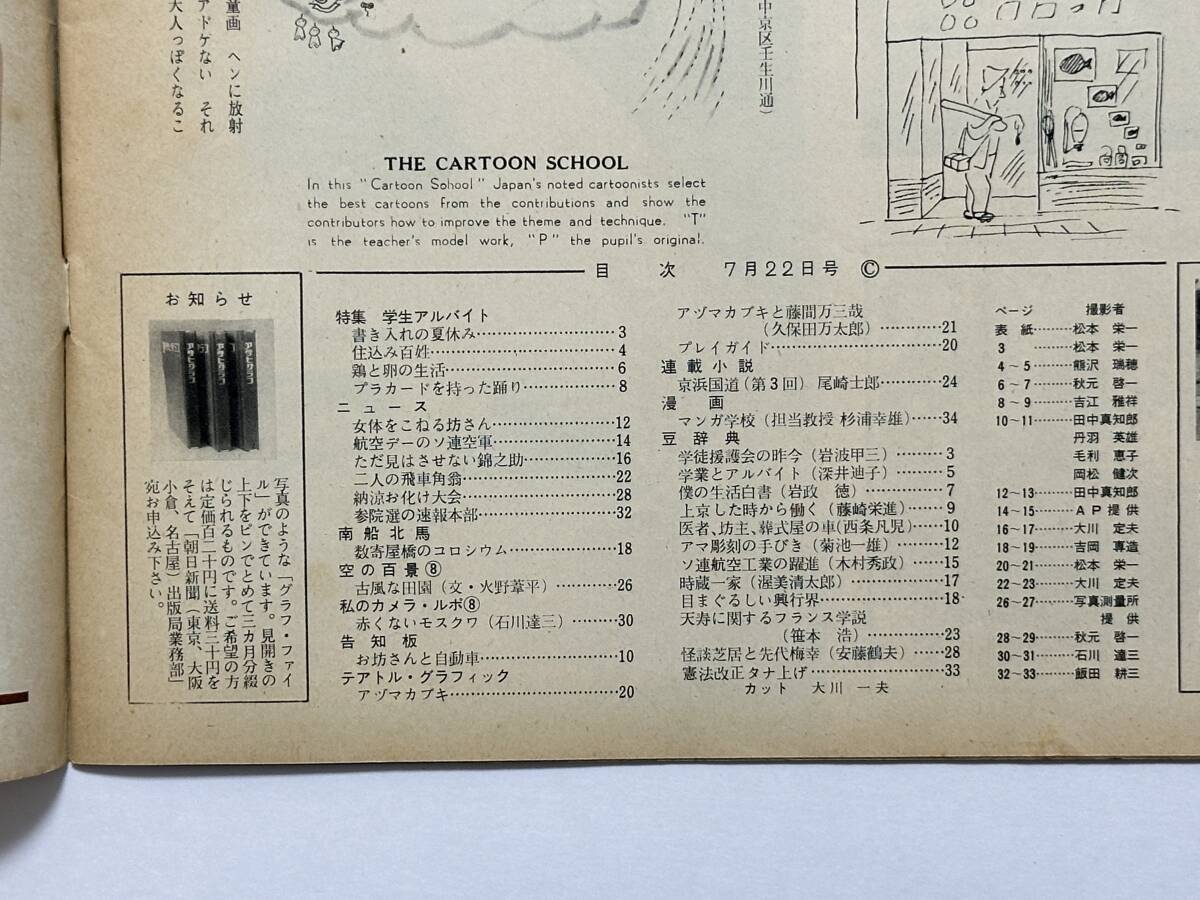 童画 ヘンに放射
アドケない それ
大人っぽくなるこ
中京区壬生川通)
THE CARTOON SCHOOL
In this "Cartoon School" Japan's noted cartoonists select
the best cartoons from the contributions and show the
contributors how to improve the theme and technique. "T"
is the teacher's model work, "P" the pupil's original.
目次 7月22日号 ©
お知らせ
アサヒグラフ
写真のような「グラフ・ファイ
ル」ができています。見開きの
上下をピンでとめて三カ月分綴
じられるものです。ご希望の方
は定価百二十円に送料三十円を
そえて「朝日新聞(東京、大阪
小倉、名古屋)出版局業務部」
宛お申込み下さい。
特集 学生アルバイト
書き入れの夏休み…………3
住込み百姓…………4
鶏と卵の生活…………6
プラカードを持った踊り…………8
ニュース
女体をこねる坊さん…………12
航空デーのソ連空軍…………14
ただ見はさせない錦之助…………16
二人の飛車角翁…………22
納涼お化け大会…………28
参院選の速報本部…………32
南船北馬
数寄屋橋のコロシウム…………18
空の百景⑧
古風な田園(文・火野葦平)…………26
私のカメラ・ルポ⑧
赤くないモスクワ(石川達三)…………30
告知板
お坊さんと自動車…………10
テアトル・グラフィック
アヅマカブキ…………20
アヅマカブキと藤間万三哉
(久保田万太郎)…………21
プレイガイド…………20
連載小説
京浜国道(第3回) 尾崎士郎…………24
漫画
マンガ学校(担当教授 杉浦幸雄)……34
豆辞典
学徒援護会の昨今(岩波甲三)………3
学業とアルバイト(深井迪子)………5
僕の生活白書(岩政 徳)…………7
上京した時から働く(藤崎栄進)………9
医者、坊主、葬式屋の車(西条凡児)……10
アマ彫刻の手びき(菊池一雄)………12
ソ連航空工業の躍進(木村秀政)………15
時蔵一家(渥美清太郎)…………17
目まぐるしい興行界…………18
天寿に関するフランス学説
(笹本 浩)…………23
怪談芝居と先代梅幸(安藤鶴夫)……28
憲法改正タナ上げ…………33
カット 大川一夫
ページ 撮影者
表紙………松本 栄一
3 ………松本 栄一
4~5………熊沢 瑞穂
6~7………秋元 啓一
8~9………吉江 雅祥
10~11………田中真知郎
丹羽 英雄
毛利 恵子
岡松 健次
12~13………田中真知郎
14~15………AP提供
16~17………大川 定夫
18~19………吉岡 真造
20~21………松本 栄一
22~23………大川 定夫
26~27………写真測量所
提供
28~29………秋元 啓一
30~31………石川 達三
32~33………飯田 耕三